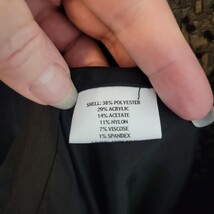 SHELL: 38% POLYESTER
29% ACRYLIC
14% ACETATE
11% NYLON
7% VISCOSE
1% SPANDEX